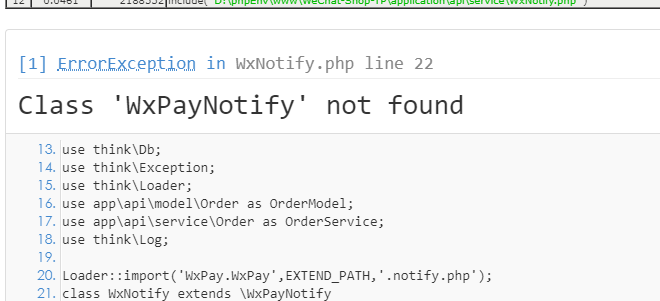 12 0.0461 2188552 include( 'D:\phpEnv\www\WeChat-Shop-TP\application\api\service\WxNotify.php' )
[1] ErrorException in WxNotify.php line 22
Class 'WxPayNotify' not found
13. use think\Db;
14. use think\Exception;
15. use think\Loader;
16. use app\api\model\Order as OrderModel;
17. use app\api\service\Order as OrderService;
18. use think\Log;
19.
20. Loader::import('WxPay.WxPay',EXTEND_PATH,'.notify.php');
21. class WxNotify extends \WxPayNotify